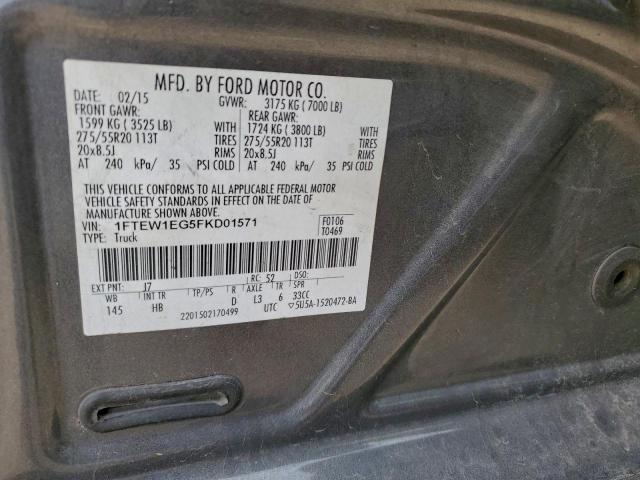 MFD. BY FORD MOTOR CO.
DATE: 02/15 GVWR: 3175 KG ( 7000 LB)
FRONT GAWR: REAR GAWR:
1599 KG ( 3525 LB) WITH 1724 KG ( 3800 LB) WITH
275/55R20 113T TIRES 275/55R20 113T TIRES
20x8.5J RIMS 20x8.5J RIMS
AT 240 kPa/ 35 PSI COLD AT 240 kPa/ 35 PSI COLD
THIS VEHICLE CONFORMS TO ALL APPLICABLE FEDERAL MOTOR
VEHICLE SAFETY STANDARDS IN EFFECT ON THE DATE OF
MANUFACTURE SHOWN ABOVE.
VIN: 1FTEW1EG5FKD01571 F0106
TYPE: Truck T0469
EXT PNT: J7 RC: 52 DSO:
WB INT TR TP/PS R AXLE TR
145 HB D L3 6 33CC
2201502170499 UTC ▽5U5A-1520472-BA